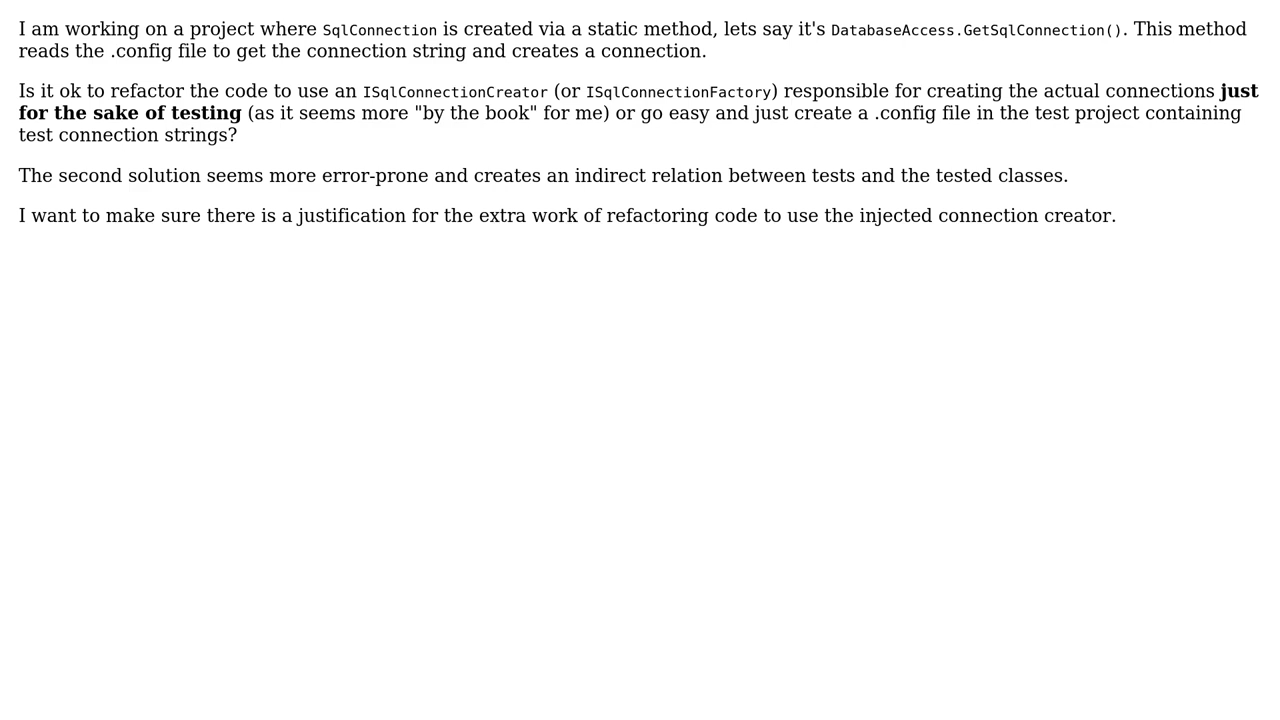 I am working on a project where SqlConnection is created via a static method, lets say it's DatabaseAccess.GetSqlConnection(). This method
reads the .config file to get the connection string and creates a connection.
Is it ok to refactor the code to use an ISqlConnectionCreator (or ISqlConnectionFactory) responsible for creating the actual connections just
for the sake of testing (as it seems more "by the book" for me) or go easy and just create a .config file in the test project containing
test connection strings?
The second solution seems more error-prone and creates an indirect relation between tests and the tested classes.
I want to make sure there is a justification for the extra work of refactoring code to use the injected connection creator.